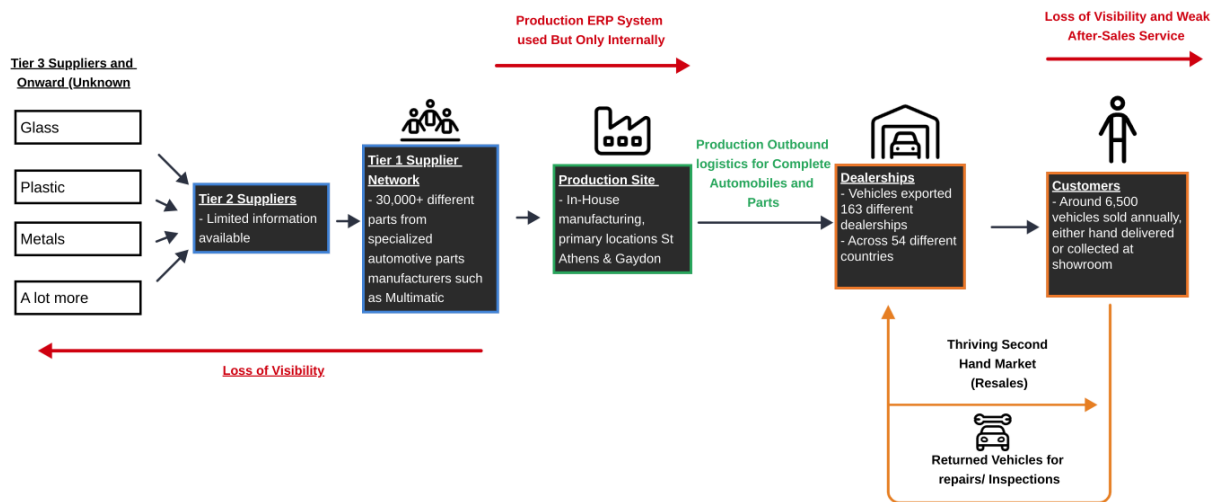 Production ERP System
used But Only Internally
Loss of Visibility and Weak
After-Sales Service
Tier 3 Suppliers and
Onward (Unknown
Glass
Plastic
Metals
A lot more
Tier 2 Suppliers
- Limited information
available
Tier 1 Supplier
Network
- 30,000+ different
parts from
specialized
automotive parts
manufacturers such
as Multimatic
Production Site
- In-House
manufacturing,
primary locations St
Athens & Gaydon
Production Outbound
logistics for Complete
Automobiles and
Parts
Dealerships
- Vehicles exported
163 different
dealerships
- Across 54 different
countries
Customers
- Around 6,500
vehicles sold annually,
either hand delivered
or collected at
showroom
Loss of Visibility
Thriving Second
Hand Market
(Resales)
Returned Vehicles for
repairs/ Inspections